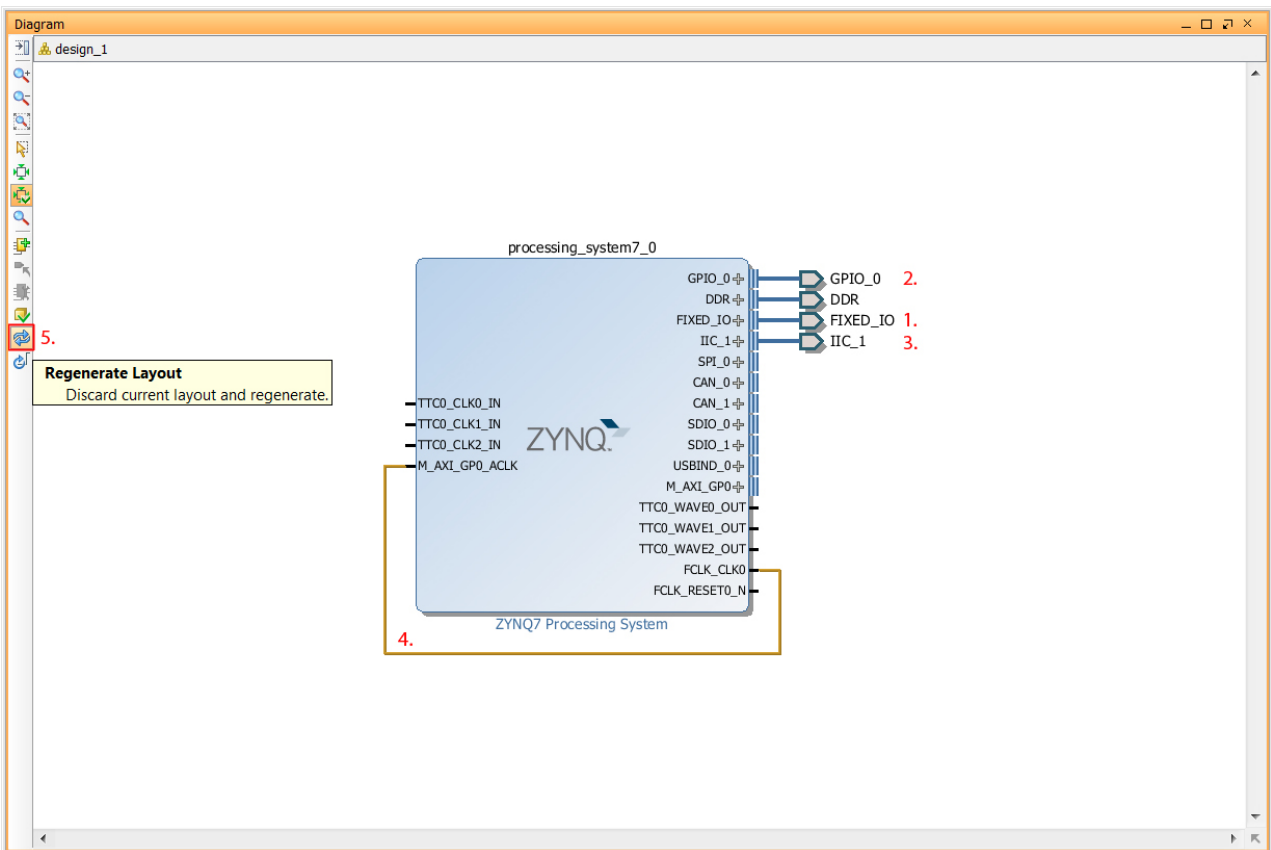 Diagram
design_1
processing_system7_0
GPIO_0
GPIO_0 2.
DDR
DDR
FIXED_IO
FIXED_IO 1.
IIC_1
IIC_1 3.
SPI_0
CAN_0
CAN_1
SDIO_0
SDIO_1
USBIND_0
M_AXI_GP0
TTC0_WAVE0_OUT
TTC0_WAVE1_OUT
TTC0_WAVE2_OUT
FCLK_CLK0
FCLK_RESET0_N
TTC0_CLK0_IN
TTC0_CLK1_IN
TTC0_CLK2_IN
M_AXI_GP0_ACLK
ZYNQ
ZYNQ7 Processing System
4.
5.
Regenerate Layout
Discard current layout and regenerate.